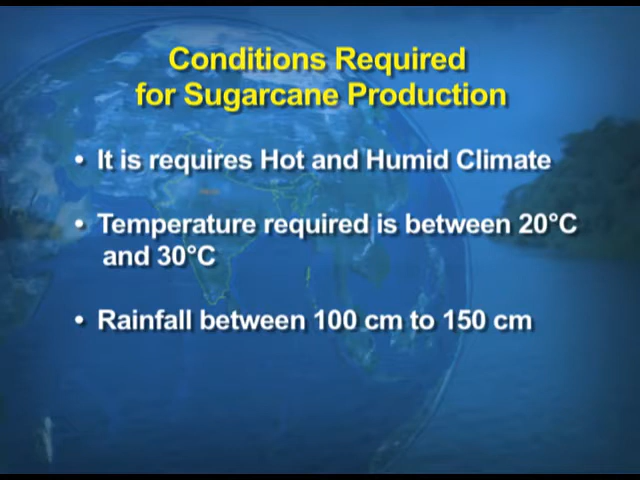 Conditions Required
for Sugarcane Production
• It is requires Hot and Humid Climate
• Temperature required is between 20°C
and 30°C
• Rainfall between 100 cm to 150 cm